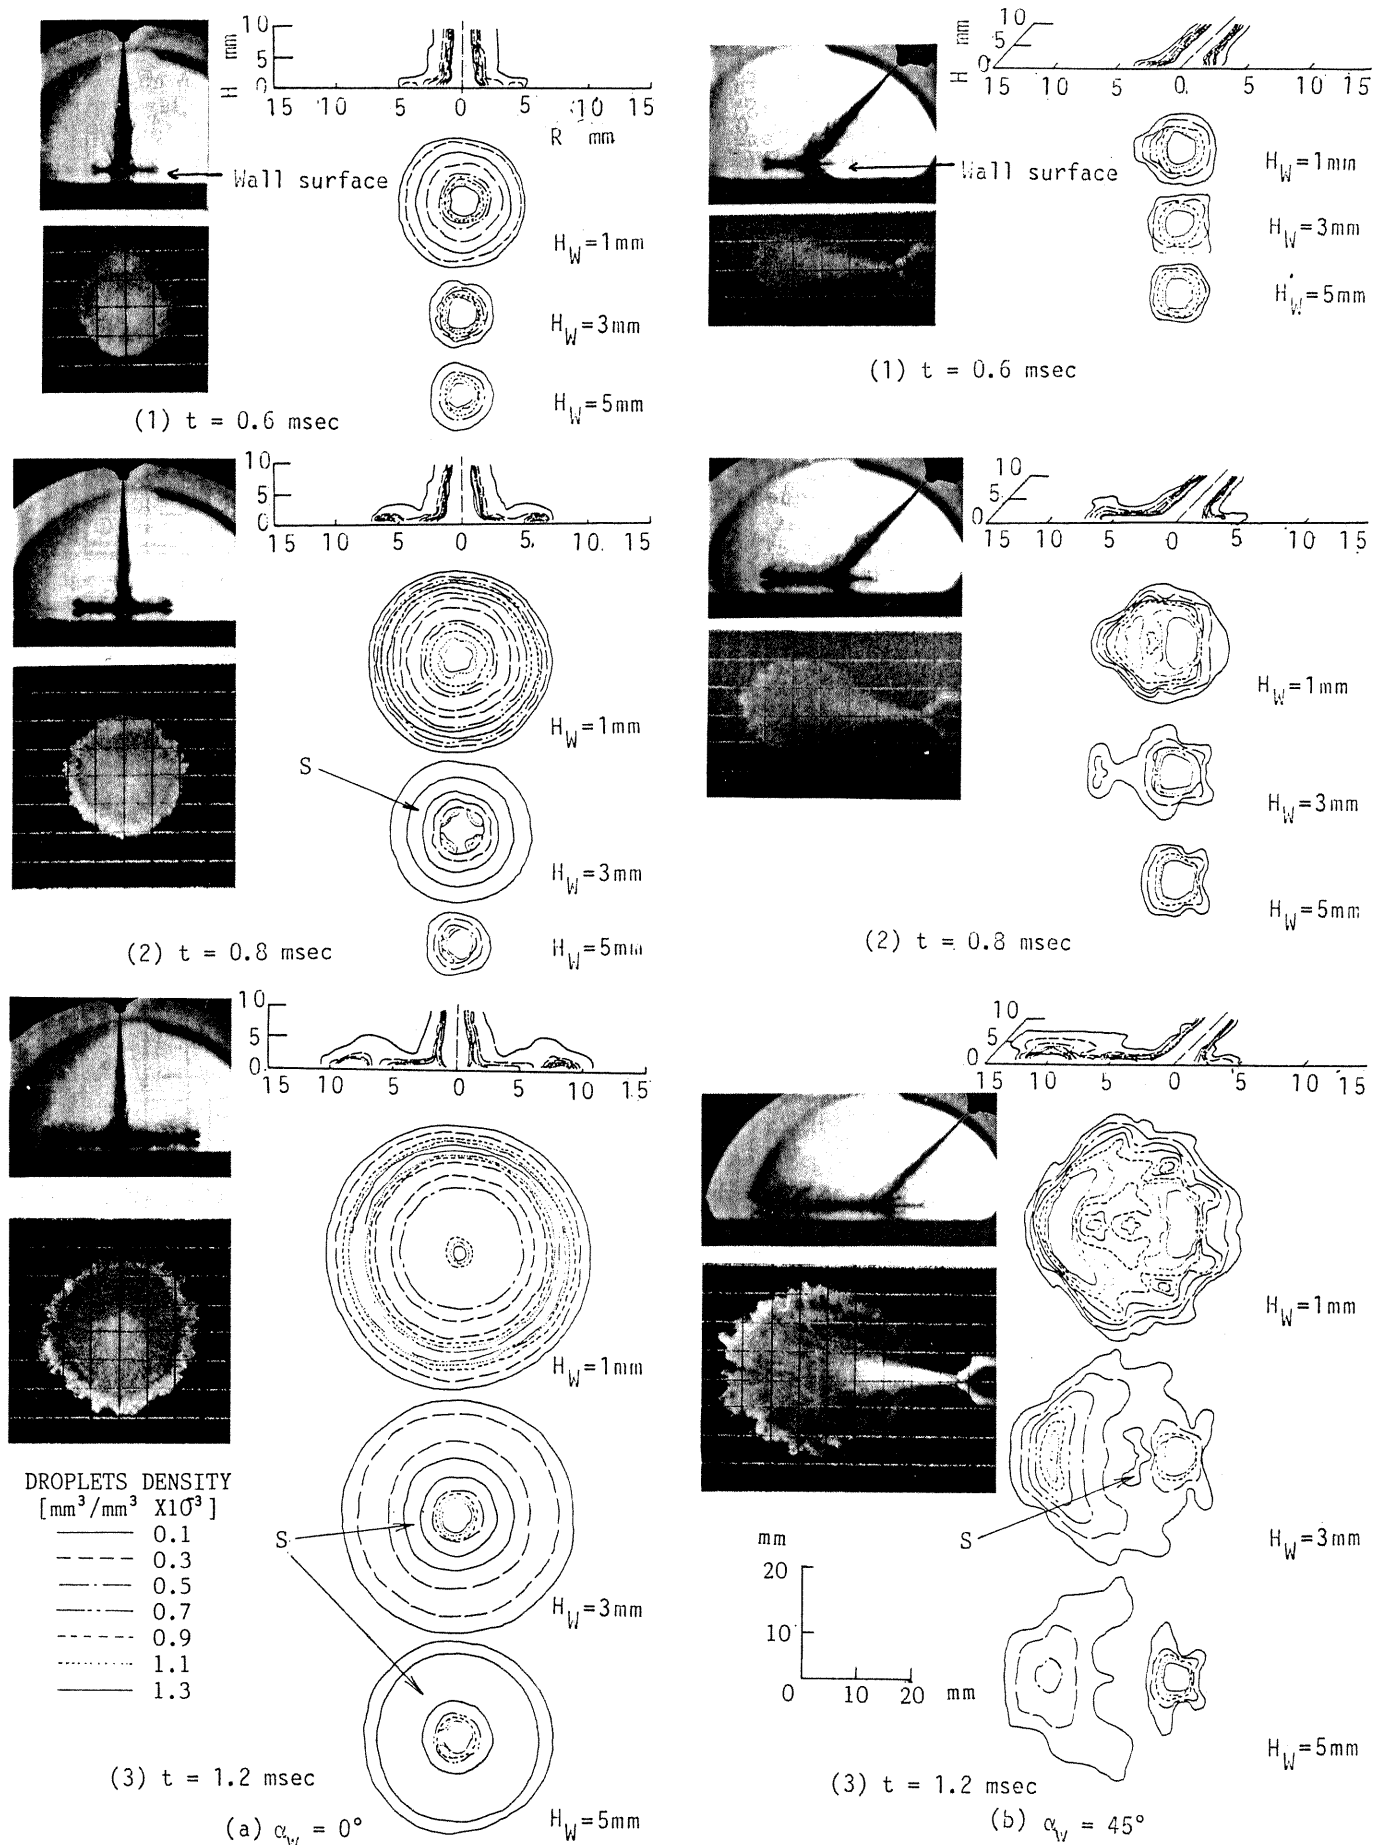 10
5
0
H mm
15 10 5 0 5 10 15
R mm
Wall surface
H_W=1mm
H_W=3mm
H_W=5mm
(1) t = 0.6 msec
10
5
0
15 10 5 0 5 10 15
H_W=1mm
S
H_W=3mm
H_W=5mm
(2) t = 0.8 msec
10
5
0
15 10 5 0 5 10 15
H_W=1mm
DROPLETS DENSITY
[mm³/mm³ X10⁻³]
0.1
0.3
0.5
0.7
0.9
1.1
1.3
S
H_W=3mm
H_W=5mm
(3) t = 1.2 msec
(a) α_W = 0°
10
5
0
H mm
15 10 5 0 5 10 15
Wall surface
H_W=1mm
H_W=3mm
H_W=5mm
(1) t = 0.6 msec
10
5
0
15 10 5 0 5 10 15
H_W=1mm
H_W=3mm
H_W=5mm
(2) t = 0.8 msec
10
5
0
15 10 5 0 5 10 15
H_W=1mm
S
H_W=3mm
mm
20
10
0 10 20 mm
H_W=5mm
(3) t = 1.2 msec
(b) α_W = 45°